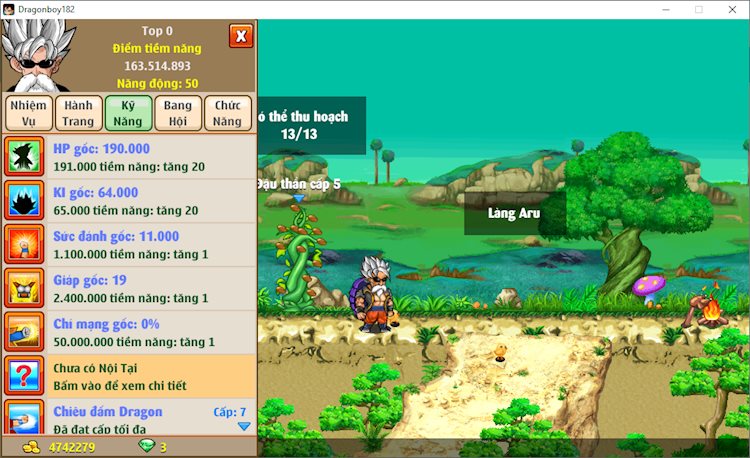 Dragonboy182
Top 0
Điểm tiềm năng
163.514.893
Năng động: 50
X
Nhiệm Vụ
Hành Trang
Kỹ Năng
Bang Hội
Chức Năng
HP gốc: 190.000
191.000 tiềm năng: tăng 20
KI gốc: 64.000
65.000 tiềm năng: tăng 20
Sức đánh gốc: 11.000
1.100.000 tiềm năng: tăng 1
Giáp gốc: 19
2.400.000 tiềm năng: tăng 1
Chí mạng gốc: 0%
50.000.000 tiềm năng: tăng 1
?
Chưa có Nội Tại
Bấm vào để xem chi tiết
Chiêu đấm Dragon
Cấp: 7
Đã đạt cấp tối đa
4742279
3
ó thể thu hoạch
13/13
Đậu thần cấp 5
Làng Aru